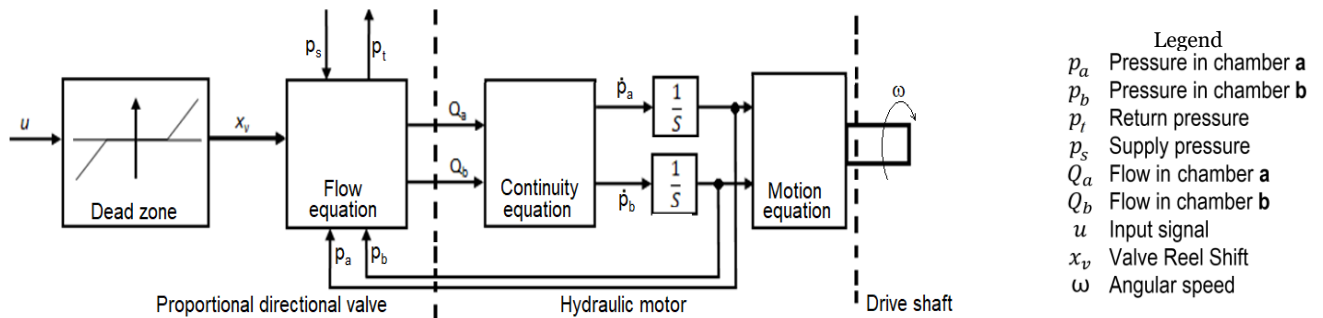 p_s
p_t
u
Dead zone
x_v
Flow
equation
Q_a
Q_b
p_a
p_b
Continuity
equation
ṗ_a
ṗ_b
1
S
1
S
Motion
equation
ω
Proportional directional valve
Hydraulic motor
Drive shaft
Legend
p_a Pressure in chamber a
p_b Pressure in chamber b
p_t Return pressure
p_s Supply pressure
Q_a Flow in chamber a
Q_b Flow in chamber b
u Input signal
x_v Valve Reel Shift
ω Angular speed